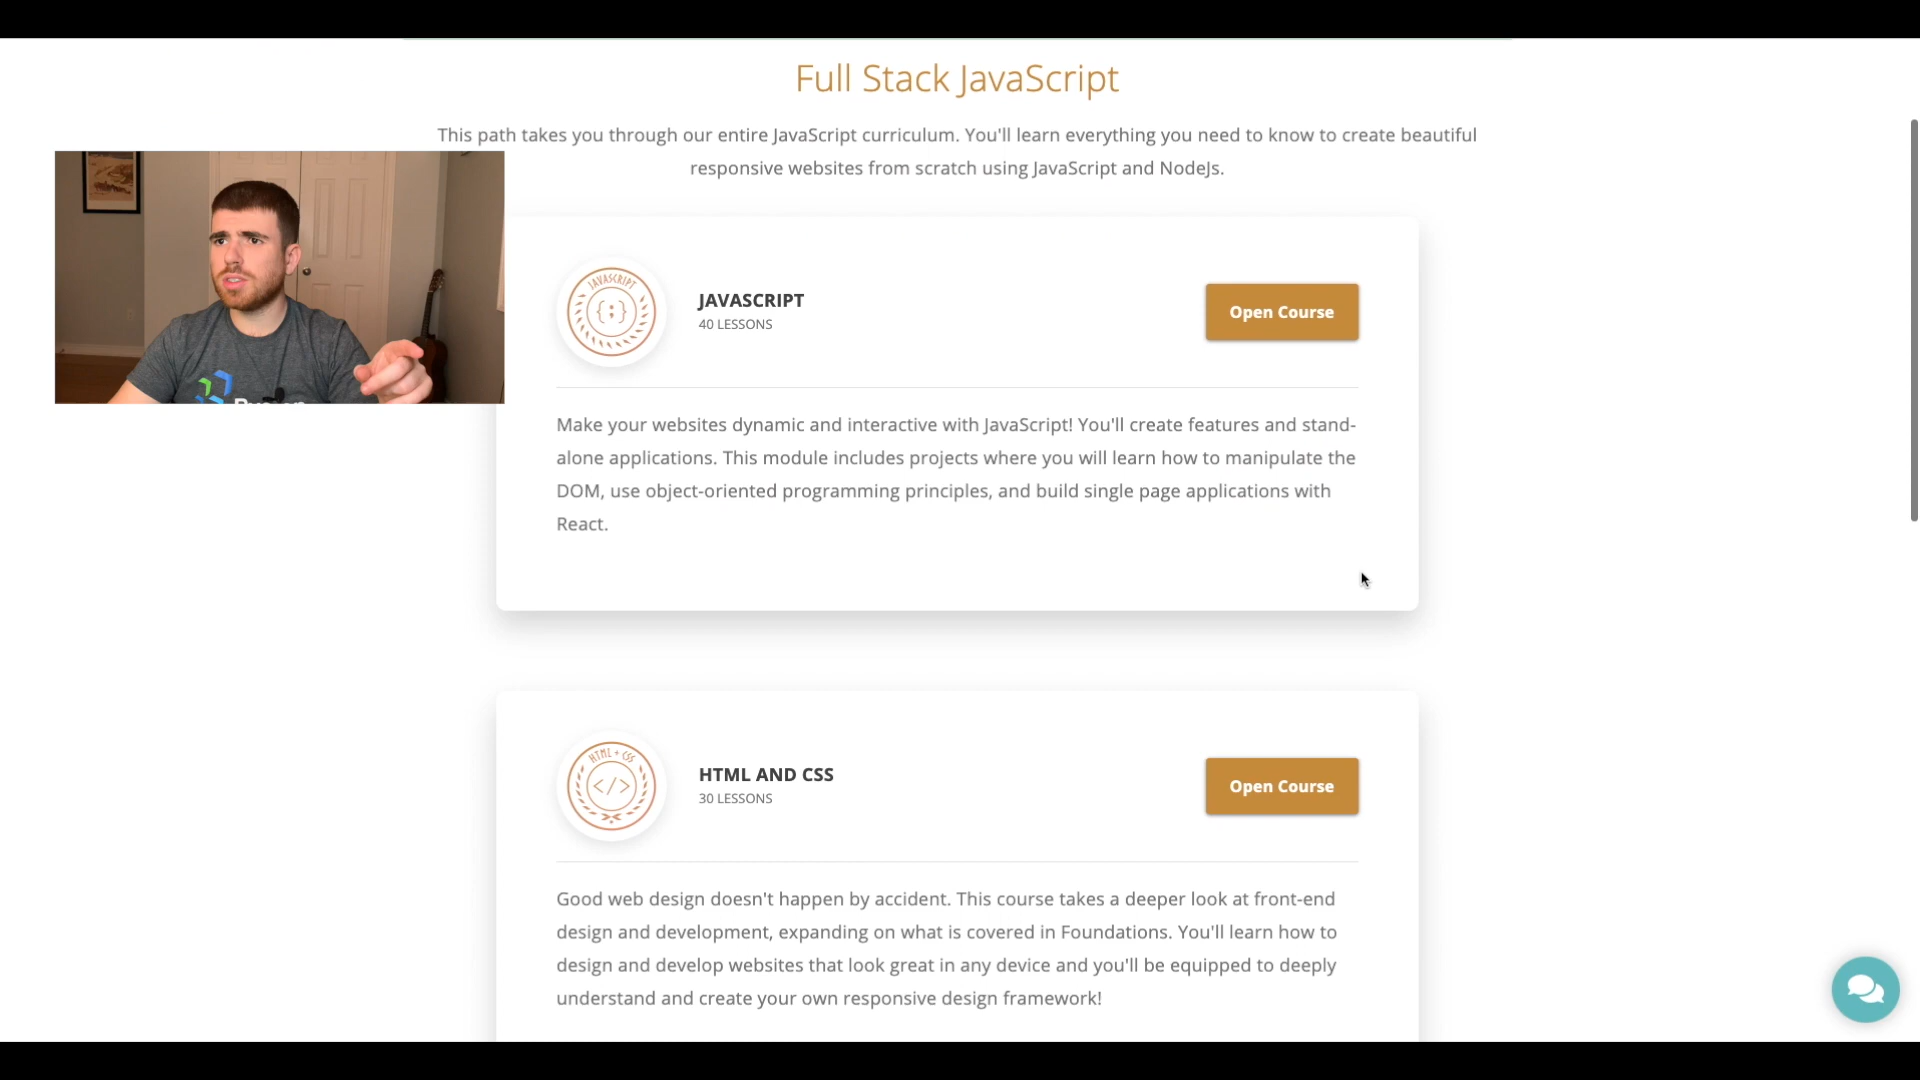 Full Stack JavaScript
This path takes you through our entire JavaScript curriculum. You'll learn everything you need to know to create beautiful
responsive websites from scratch using JavaScript and NodeJs.
JAVASCRIPT
JAVASCRIPT
40 LESSONS
Open Course
Make your websites dynamic and interactive with JavaScript! You'll create features and stand-
alone applications. This module includes projects where you will learn how to manipulate the
DOM, use object-oriented programming principles, and build single page applications with
React.
HTML + CSS
HTML AND CSS
30 LESSONS
Open Course
Good web design doesn't happen by accident. This course takes a deeper look at front-end
design and development, expanding on what is covered in Foundations. You'll learn how to
design and develop websites that look great in any device and you'll be equipped to deeply
understand and create your own responsive design framework!